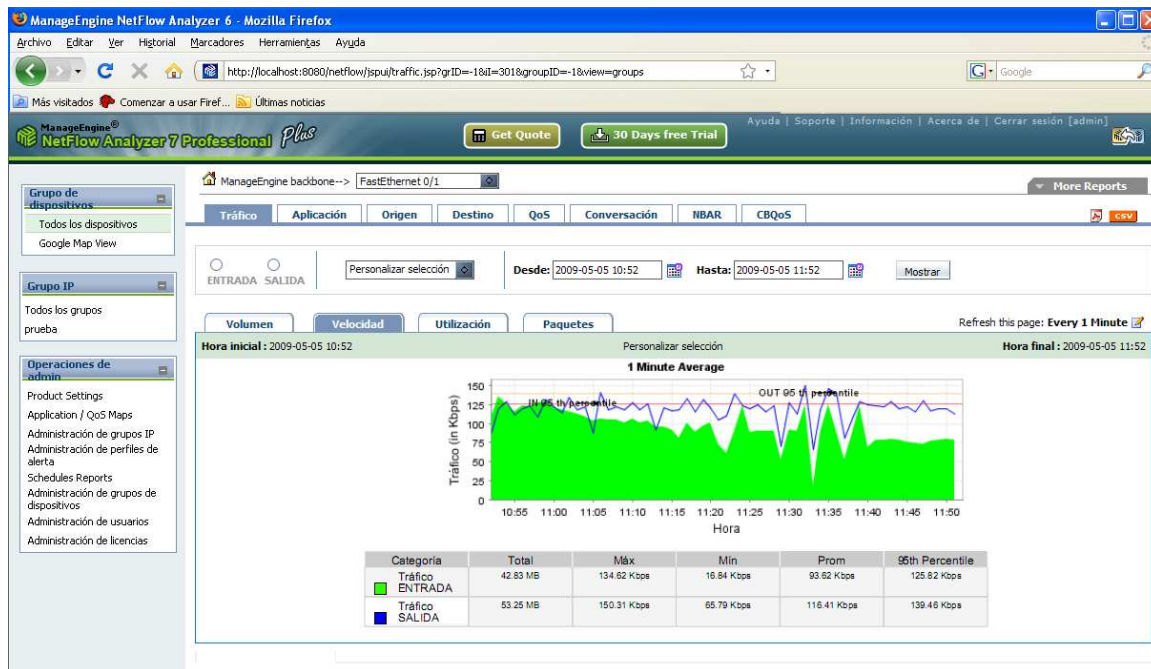 ManageEngine NetFlow Analyzer 6 - Mozilla Firefox
Archivo Editar Ver Historial Marcadores Herramientas Ayuda
http://localhost:8080/netflow/jspui/traffic.jsp?grID=-1&iI=301&groupID=-1&view=groups
Google
Más visitados Comenzar a usar Firef... Últimas noticias
ManageEngine®
NetFlow Analyzer 7 Professional Plus
Get Quote
30 Days free Trial
Ayuda | Soporte | Información | Acerca de | Cerrar sesión [admin]
Grupo de dispositivos
Todos los dispositivos
Google Map View
Grupo IP
Todos los grupos
prueba
Operaciones de admin
Product Settings
Application / QoS Maps
Administración de grupos IP
Administración de perfiles de alerta
Schedules Reports
Administración de grupos de dispositivos
Administración de usuarios
Administración de licencias
ManageEngine backbone--> FastEthernet 0/1
More Reports
Tráfico Aplicación Origen Destino QoS Conversación NBAR CBQoS
CSV
ENTRADA SALIDA
Personalizar selección
Desde: 2009-05-05 10:52
Hasta: 2009-05-05 11:52
Mostrar
Volumen Velocidad Utilización Paquetes
Refresh this page: Every 1 Minute
Hora inicial : 2009-05-05 10:52 Personalizar selección Hora final : 2009-05-05 11:52
1 Minute Average
Tráfico (in Kbps)
150
125
100
75
50
25
0
IN 95 th percentile
OUT 95 th percentile
10:55 11:00 11:05 11:10 11:15 11:20 11:25 11:30 11:35 11:40 11:45 11:50
Hora
Categoría Total Máx Min Prom 95th Percentile
Tráfico ENTRADA 42.83 MB 134.62 Kbps 16.84 Kbps 93.62 Kbps 125.82 Kbps
Tráfico SALIDA 53.25 MB 150.31 Kbps 65.79 Kbps 116.41 Kbps 139.46 Kbps